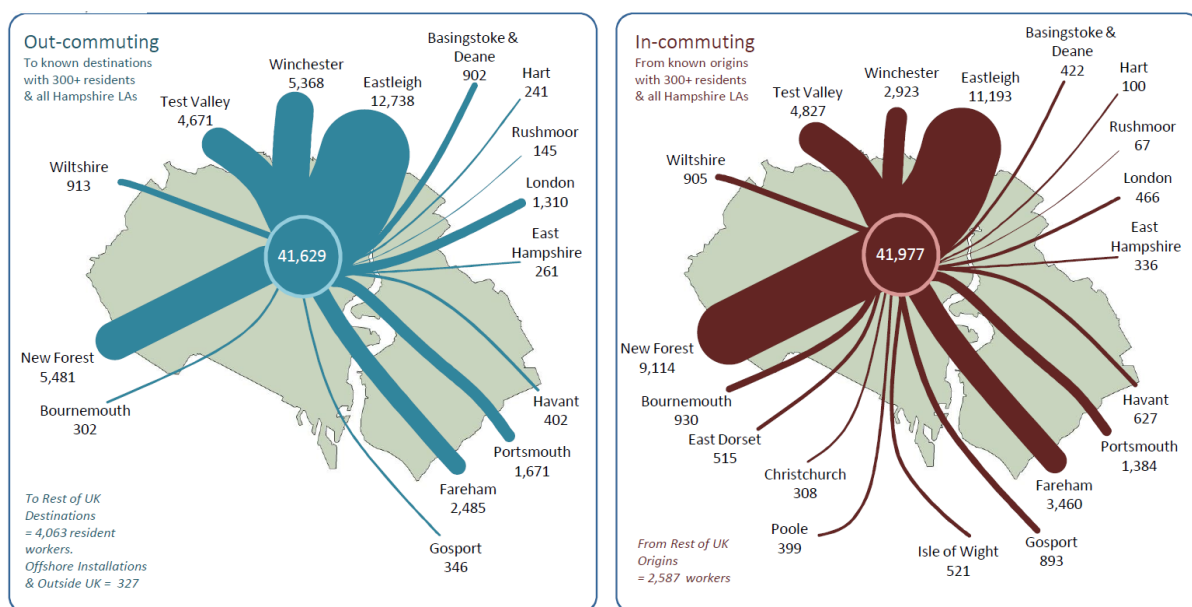 Out-commuting
To known destinations
with 300+ residents
& all Hampshire LAs
Winchester
5,368
Basingstoke &
Deane
902
Eastleigh
12,738
Hart
241
Test Valley
4,671
Rushmoor
145
Wiltshire
913
London
1,310
East
Hampshire
261
41,629
New Forest
5,481
Bournemouth
302
Havant
402
Portsmouth
1,671
Fareham
2,485
Gosport
346
To Rest of UK
Destinations
= 4,063 resident
workers.
Offshore Installations
& Outside UK = 327
In-commuting
From known origins
with 300+ residents
& all Hampshire LAs
Winchester
2,923
Basingstoke &
Deane
422
Eastleigh
11,193
Hart
100
Test Valley
4,827
Rushmoor
67
Wiltshire
905
London
466
East
Hampshire
336
41,977
New Forest
9,114
Bournemouth
930
East Dorset
515
Christchurch
308
Poole
399
Isle of Wight
521
Gosport
893
Fareham
3,460
Portsmouth
1,384
Havant
627
From Rest of UK
Origins
= 2,587 workers